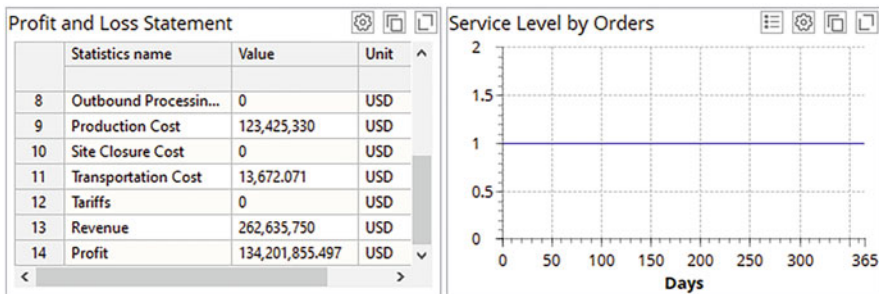 Profit and Loss Statement
Statistics name Value Unit
8 Outbound Processin... 0 USD
9 Production Cost 123,425,330 USD
10 Site Closure Cost 0 USD
11 Transportation Cost 13,672.071 USD
12 Tariffs 0 USD
13 Revenue 262,635,750 USD
14 Profit 134,201,855.497 USD
Service Level by Orders
2
1.5
1
0.5
0
0 50 100 150 200 250 300 365
Days